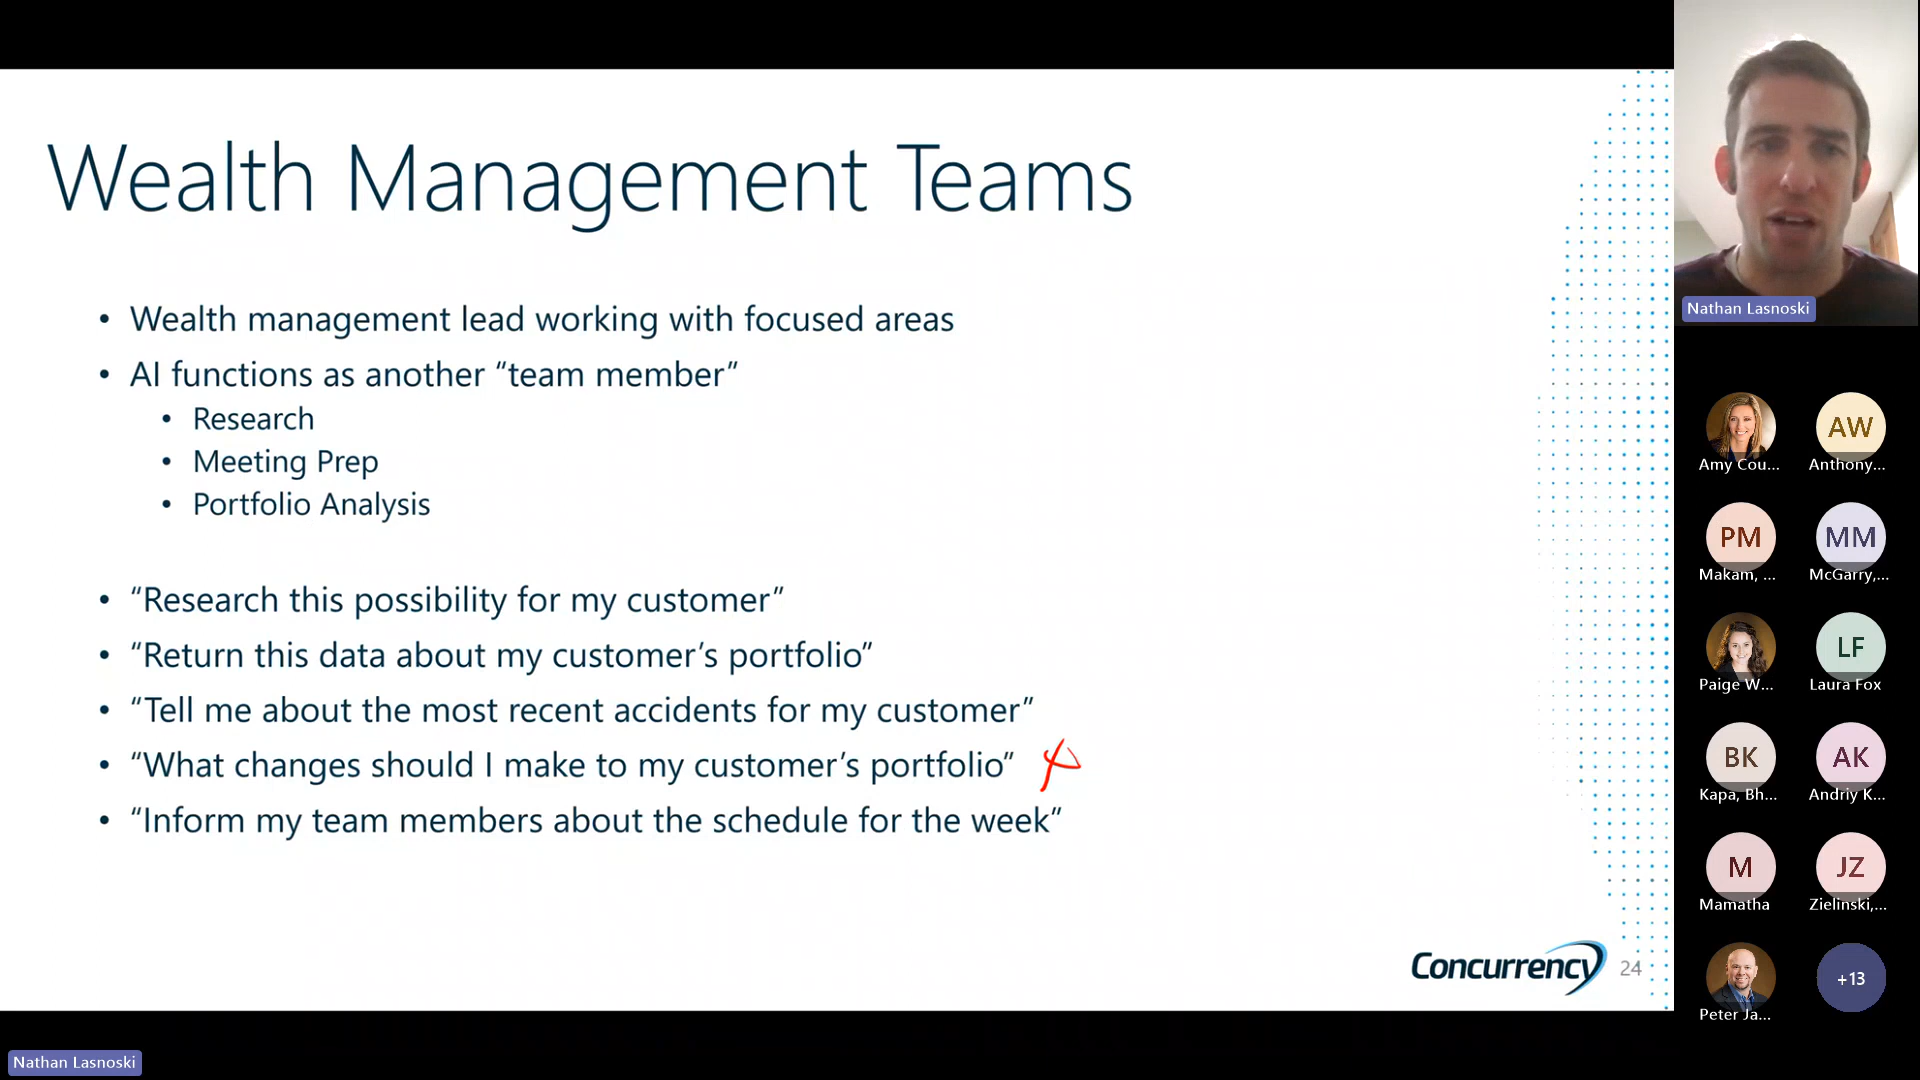 Wealth Management Teams
• Wealth management lead working with focused areas
• AI functions as another “team member”
• Research
• Meeting Prep
• Portfolio Analysis
• “Research this possibility for my customer”
• “Return this data about my customer’s portfolio”
• “Tell me about the most recent accidents for my customer”
• “What changes should I make to my customer’s portfolio”
• “Inform my team members about the schedule for the week”
Concurrency
24
Nathan Lasnoski
Nathan Lasnoski
AW
Amy Cou... Anthony...
PM MM
Makam, ... McGarry,...
LF
Paige W... Laura Fox
BK AK
Kapa, Bh... Andriy K...
M JZ
Mamatha Zielinski,...
+13
Peter Ja...